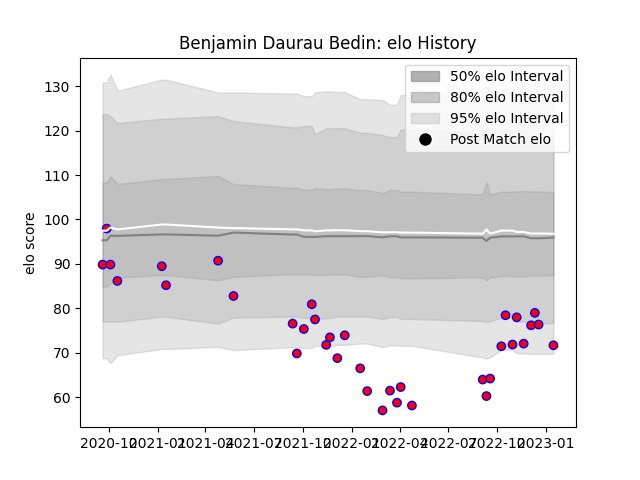 Benjamin Daurau Bedin: elo History
50% elo Interval
80% elo Interval
95% elo Interval
Post Match elo
elo score
130
120
110
100
90
80
70
60
2020-10 2021-01 2021-04 2021-07 2021-10 2022-01 2022-04 2022-07 2022-10 2023-01